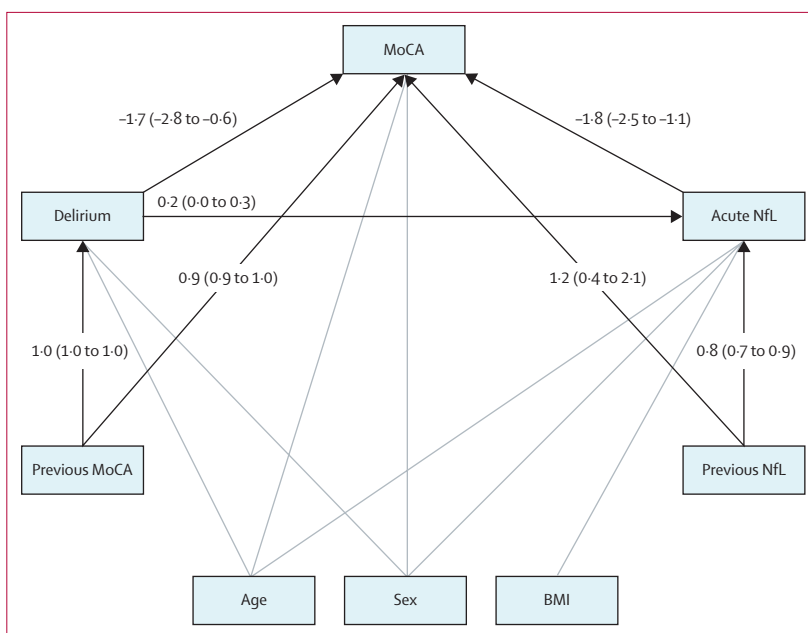 MoCA
–1·7 (–2·8 to –0·6)
–1·8 (–2·5 to –1·1)
Delirium
0·2 (0·0 to 0·3)
Acute NfL
0·9 (0·9 to 1·0)
1·2 (0·4 to 2·1)
1·0 (1·0 to 1·0)
0·8 (0·7 to 0·9)
Previous MoCA
Previous NfL
Age
Sex
BMI